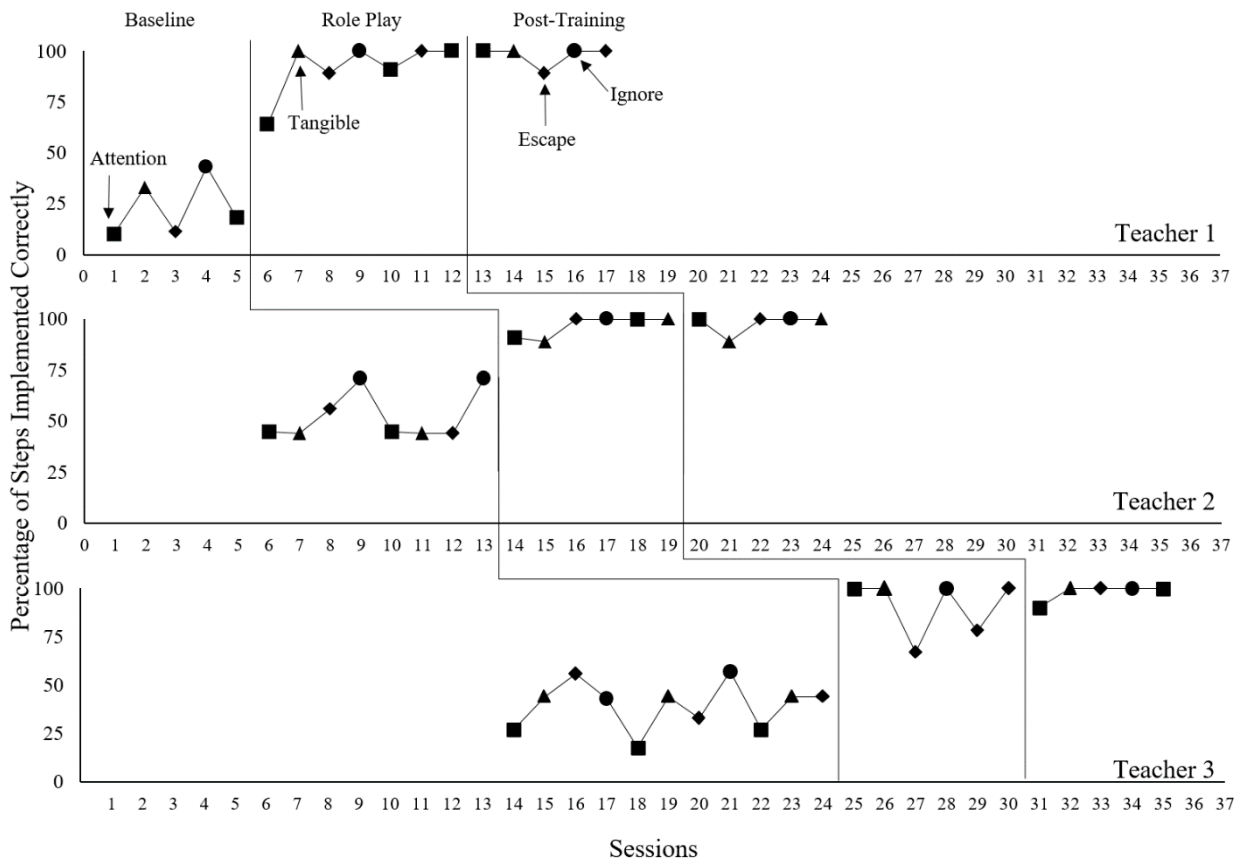 Baseline Role Play Post-Training
Percentage of Steps Implemented Correctly
100
75
50
25
0
Attention
Tangible
Escape
Ignore
Teacher 1
0 1 2 3 4 5 6 7 8 9 10 11 12 13 14 15 16 17 18 19 20 21 22 23 24 25 26 27 28 29 30 31 32 33 34 35 36 37
100
75
50
25
0
Teacher 2
0 1 2 3 4 5 6 7 8 9 10 11 12 13 14 15 16 17 18 19 20 21 22 23 24 25 26 27 28 29 30 31 32 33 34 35 36 37
100
75
50
25
0
Teacher 3
1 2 3 4 5 6 7 8 9 10 11 12 13 14 15 16 17 18 19 20 21 22 23 24 25 26 27 28 29 30 31 32 33 34 35 36 37
Sessions